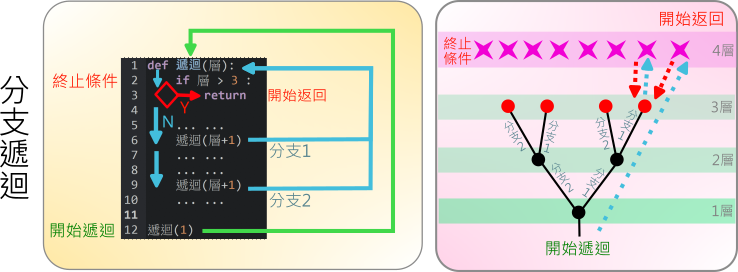 分支遞迴
終止條件
1 def 遞迴(層):
2 if 層 > 3 :
3 return
4
5 ... ...
6 遞迴(層+1)
7 ... ...
8 ... ...
9 遞迴(層+1)
10 ... ...
11
12 遞迴(1)
Y
N
開始返回
分支1
分支2
開始遞迴
開始返回
終止
條件
4層
3層
2層
1層
分支2
分支1
分支2
分支1
分支2
分支1
開始遞迴